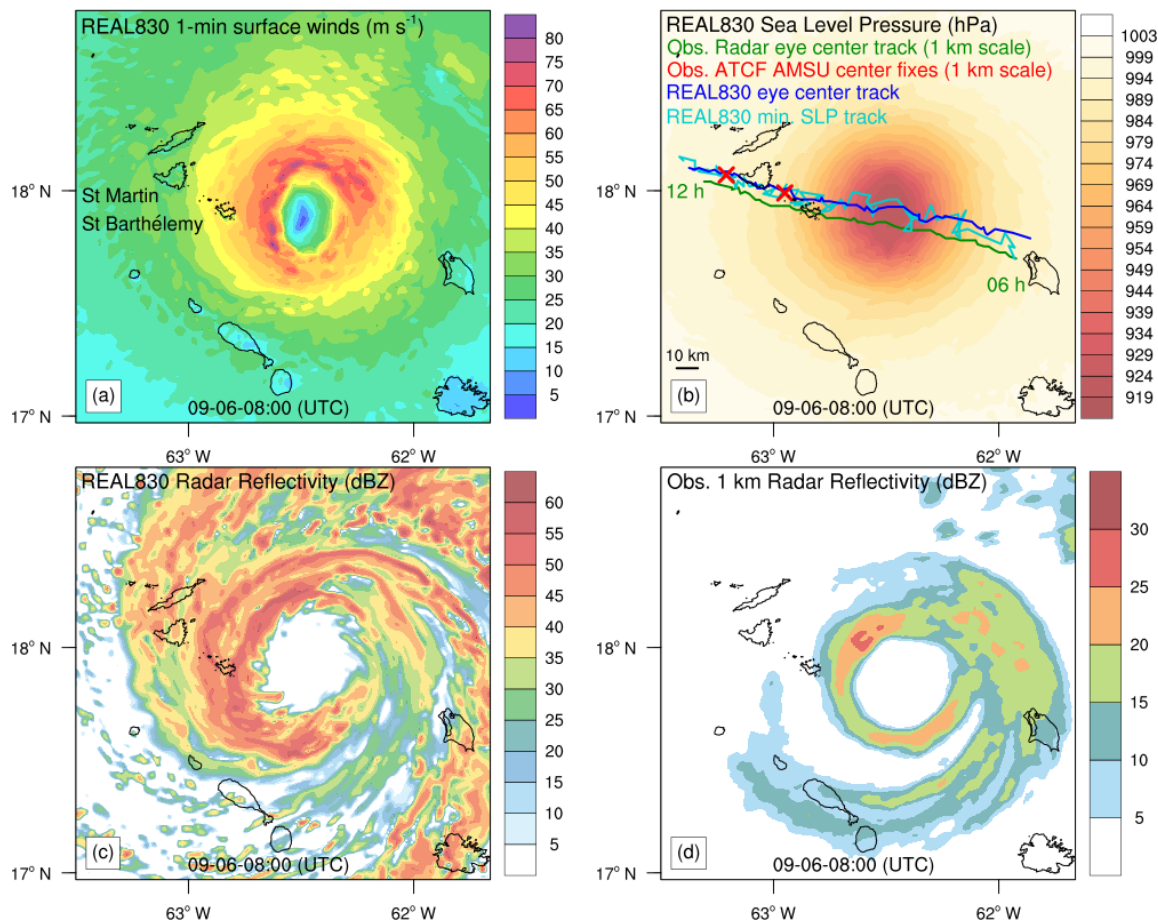 REAL830 1-min surface winds (m s⁻¹)
80
75
70
65
60
55
50
45
40
35
30
25
20
15
10
5
18° N
17° N
St Martin
St Barthélemy
(a)
09-06-08:00 (UTC)
63° W
62° W
REAL830 Sea Level Pressure (hPa)
Obs. Radar eye center track (1 km scale)
Obs. ATCF AMSU center fixes (1 km scale)
REAL830 eye center track
REAL830 min. SLP track
1003
999
994
989
984
979
974
969
964
959
954
949
944
939
934
929
924
919
18° N
17° N
12 h
06 h
10 km
(b)
09-06-08:00 (UTC)
63° W
62° W
REAL830 Radar Reflectivity (dBZ)
60
55
50
45
40
35
30
25
20
15
10
5
18° N
17° N
(c)
09-06-08:00 (UTC)
63° W
62° W
Obs. 1 km Radar Reflectivity (dBZ)
30
25
20
15
10
5
18° N
17° N
(d)
09-06-08:00 (UTC)
63° W
62° W